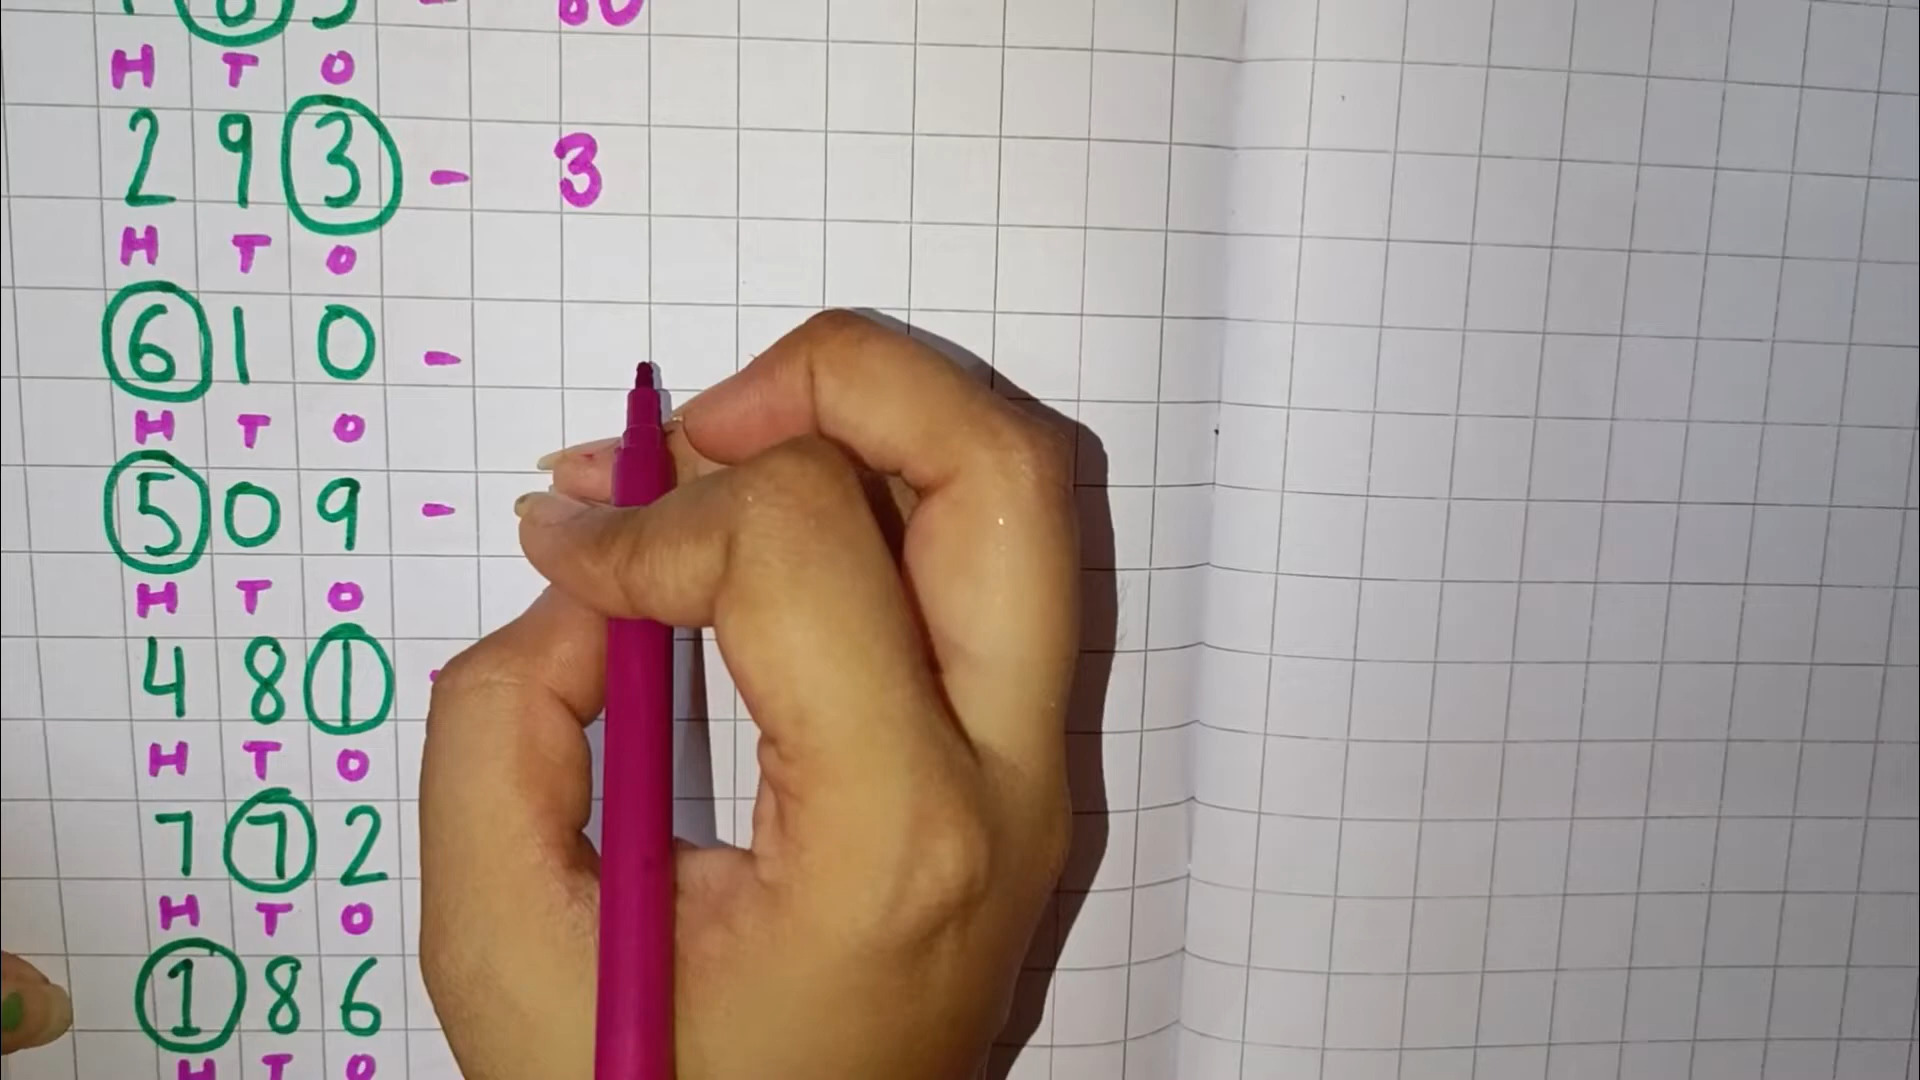 H T O
2 9 3 - 3
H T O
6 1 0 -
H T O
5 0 9 -
H T O
4 8 1 -
H T O
7 7 2
H T O
1 8 6
H T O